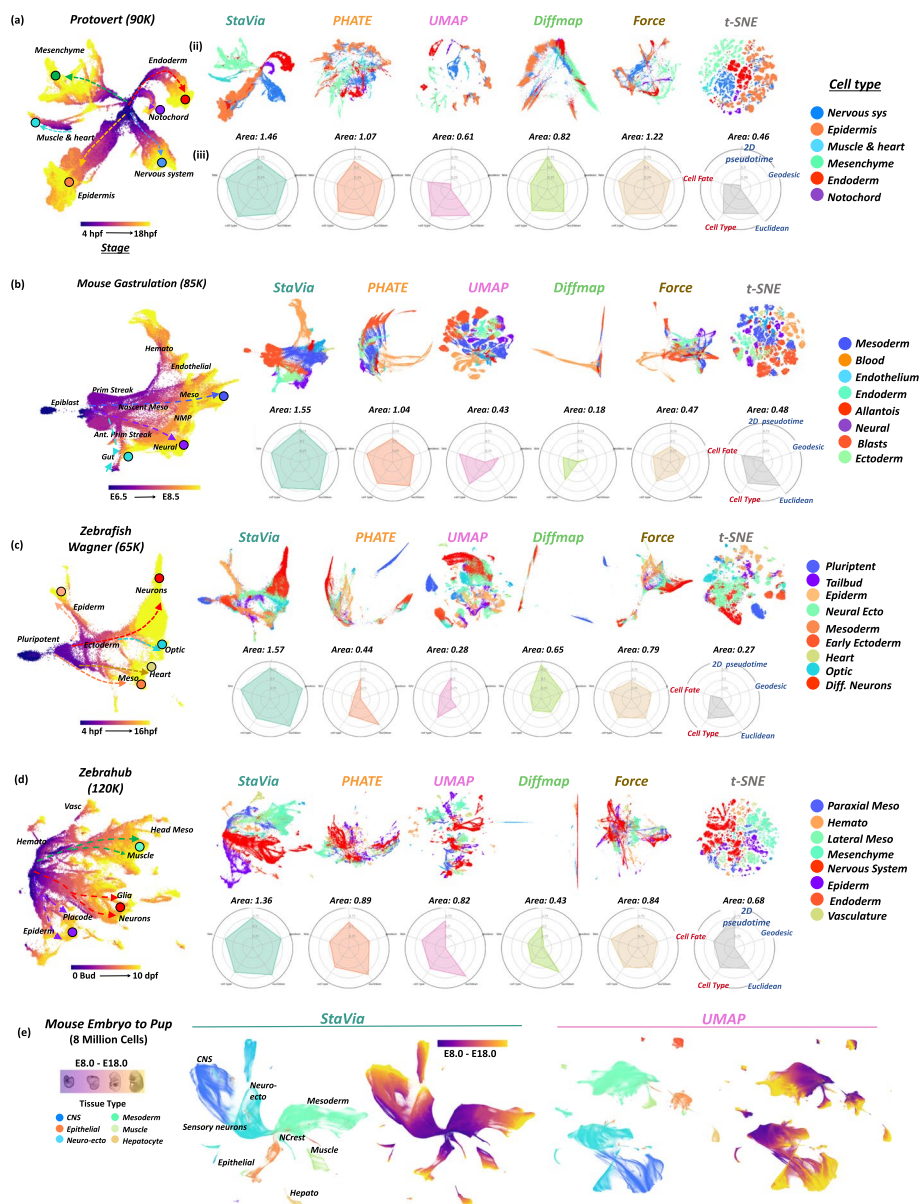 (a)
Protovert (90K)
Mesenchyme
Endoderm
Notochord
Muscle & heart
Nervous system
Epidermis
4 hpf
18hpf
Stage
(ii)
StaVia
PHATE
UMAP
Diffmap
Force
t-SNE
(iii)
Area: 1.46
Area: 1.07
Area: 0.61
Area: 0.82
Area: 1.22
Area: 0.46
2D
pseudotime
Cell Fate
Geodesic
Cell Type
Euclidean
Cell type
Nervous sys
Epidermis
Muscle & heart
Mesenchyme
Endoderm
Notochord
(b)
Mouse Gastrulation (85K)
Hemato
Endothelial
Prim Streak
Epiblast
Nascent Meso
Meso
NMP
Ant. Prim Streak
Neural
Gut
E6.5
E8.5
StaVia
PHATE
UMAP
Diffmap
Force
t-SNE
Area: 1.55
Area: 1.04
Area: 0.43
Area: 0.18
Area: 0.47
Area: 0.48
2D pseudotime
Cell Fate
Geodesic
Cell Type
Euclidean
Mesoderm
Blood
Endothelium
Endoderm
Allantois
Neural
Blasts
Ectoderm
(c)
Zebrafish
Wagner (65K)
Neurons
Epiderm
Pluripotent
Ectoderm
Optic
Heart
Meso
4 hpf
16hpf
StaVia
PHATE
UMAP
Diffmap
Force
t-SNE
Area: 1.57
Area: 0.44
Area: 0.28
Area: 0.65
Area: 0.79
Area: 0.27
2D pseudotime
Cell Fate
Geodesic
Cell Type
Euclidean
Pluriptent
Tailbud
Epiderm
Neural Ecto
Mesoderm
Early Ectoderm
Heart
Optic
Diff. Neurons
(d)
Zebrahub
(120K)
Vasc
Hemato
Head Meso
Muscle
Glia
Placode
Neurons
Epiderm
0 Bud
10 dpf
StaVia
PHATE
UMAP
Diffmap
Force
t-SNE
Area: 1.36
Area: 0.89
Area: 0.82
Area: 0.43
Area: 0.84
Area: 0.68
2D
pseudotime
Cell Fate
Geodesic
Cell Type
Euclidean
Paraxial Meso
Hemato
Lateral Meso
Mesenchyme
Nervous System
Epiderm
Endoderm
Vasculature
(e)
Mouse Embryo to Pup
(8 Million Cells)
E8.0 - E18.0
Tissue Type
CNS
Epithelial
Neuro-ecto
Mesoderm
Muscle
Hepatocyte
StaVia
CNS
Neuro-
ecto
Mesoderm
Sensory neurons
NCrest
Muscle
Epithelial
Hepato
E8.0 - E18.0
UMAP